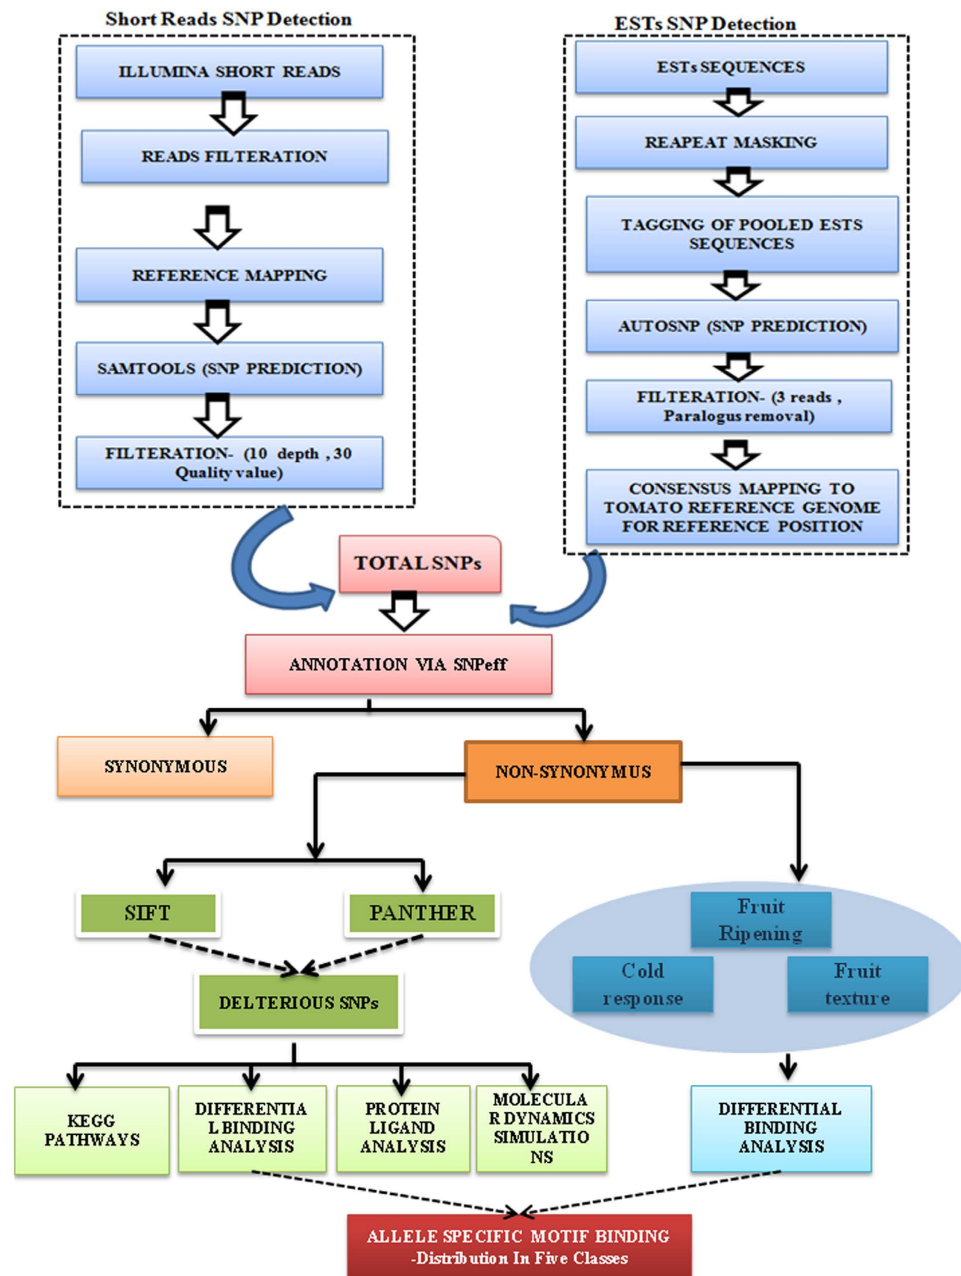 Short Reads SNP Detection
ILLUMINA SHORT READS
READS FILTERATION
REFERENCE MAPPING
SAMTOOLS (SNP PREDICTION)
FILTERATION- (10 depth , 30
Quality value)
ESTs SNP Detection
ESTs SEQUENCES
REAPEAT MASKING
TAGGING OF POOLED ESTS
SEQUENCES
AUTOSNP (SNP PREDICTION)
FILTERATION- (3 reads ,
Paralogus removal)
CONSENSUS MAPPING TO
TOMATO REFERENCE GENOME
FOR REFERENCE POSITION
TOTAL SNPs
ANNOTATION VIA SNPeff
SYNONYMOUS
NON-SYNONYMUS
SIFT
PANTHER
DELTERIOUS SNPs
Fruit
Ripening
Cold
response
Fruit
texture
KEGG
PATHWAYS
DIFFERENTIA
L BINDING
ANALYSIS
PROTEIN
LIGAND
ANALYSIS
MOLECULA
R DYNAMICS
SIMULATIO
NS
DIFFERENTIAL
BINDING
ANALYSIS
ALLELE SPECIFIC MOTIF BINDING
-Distribution In Five Classes